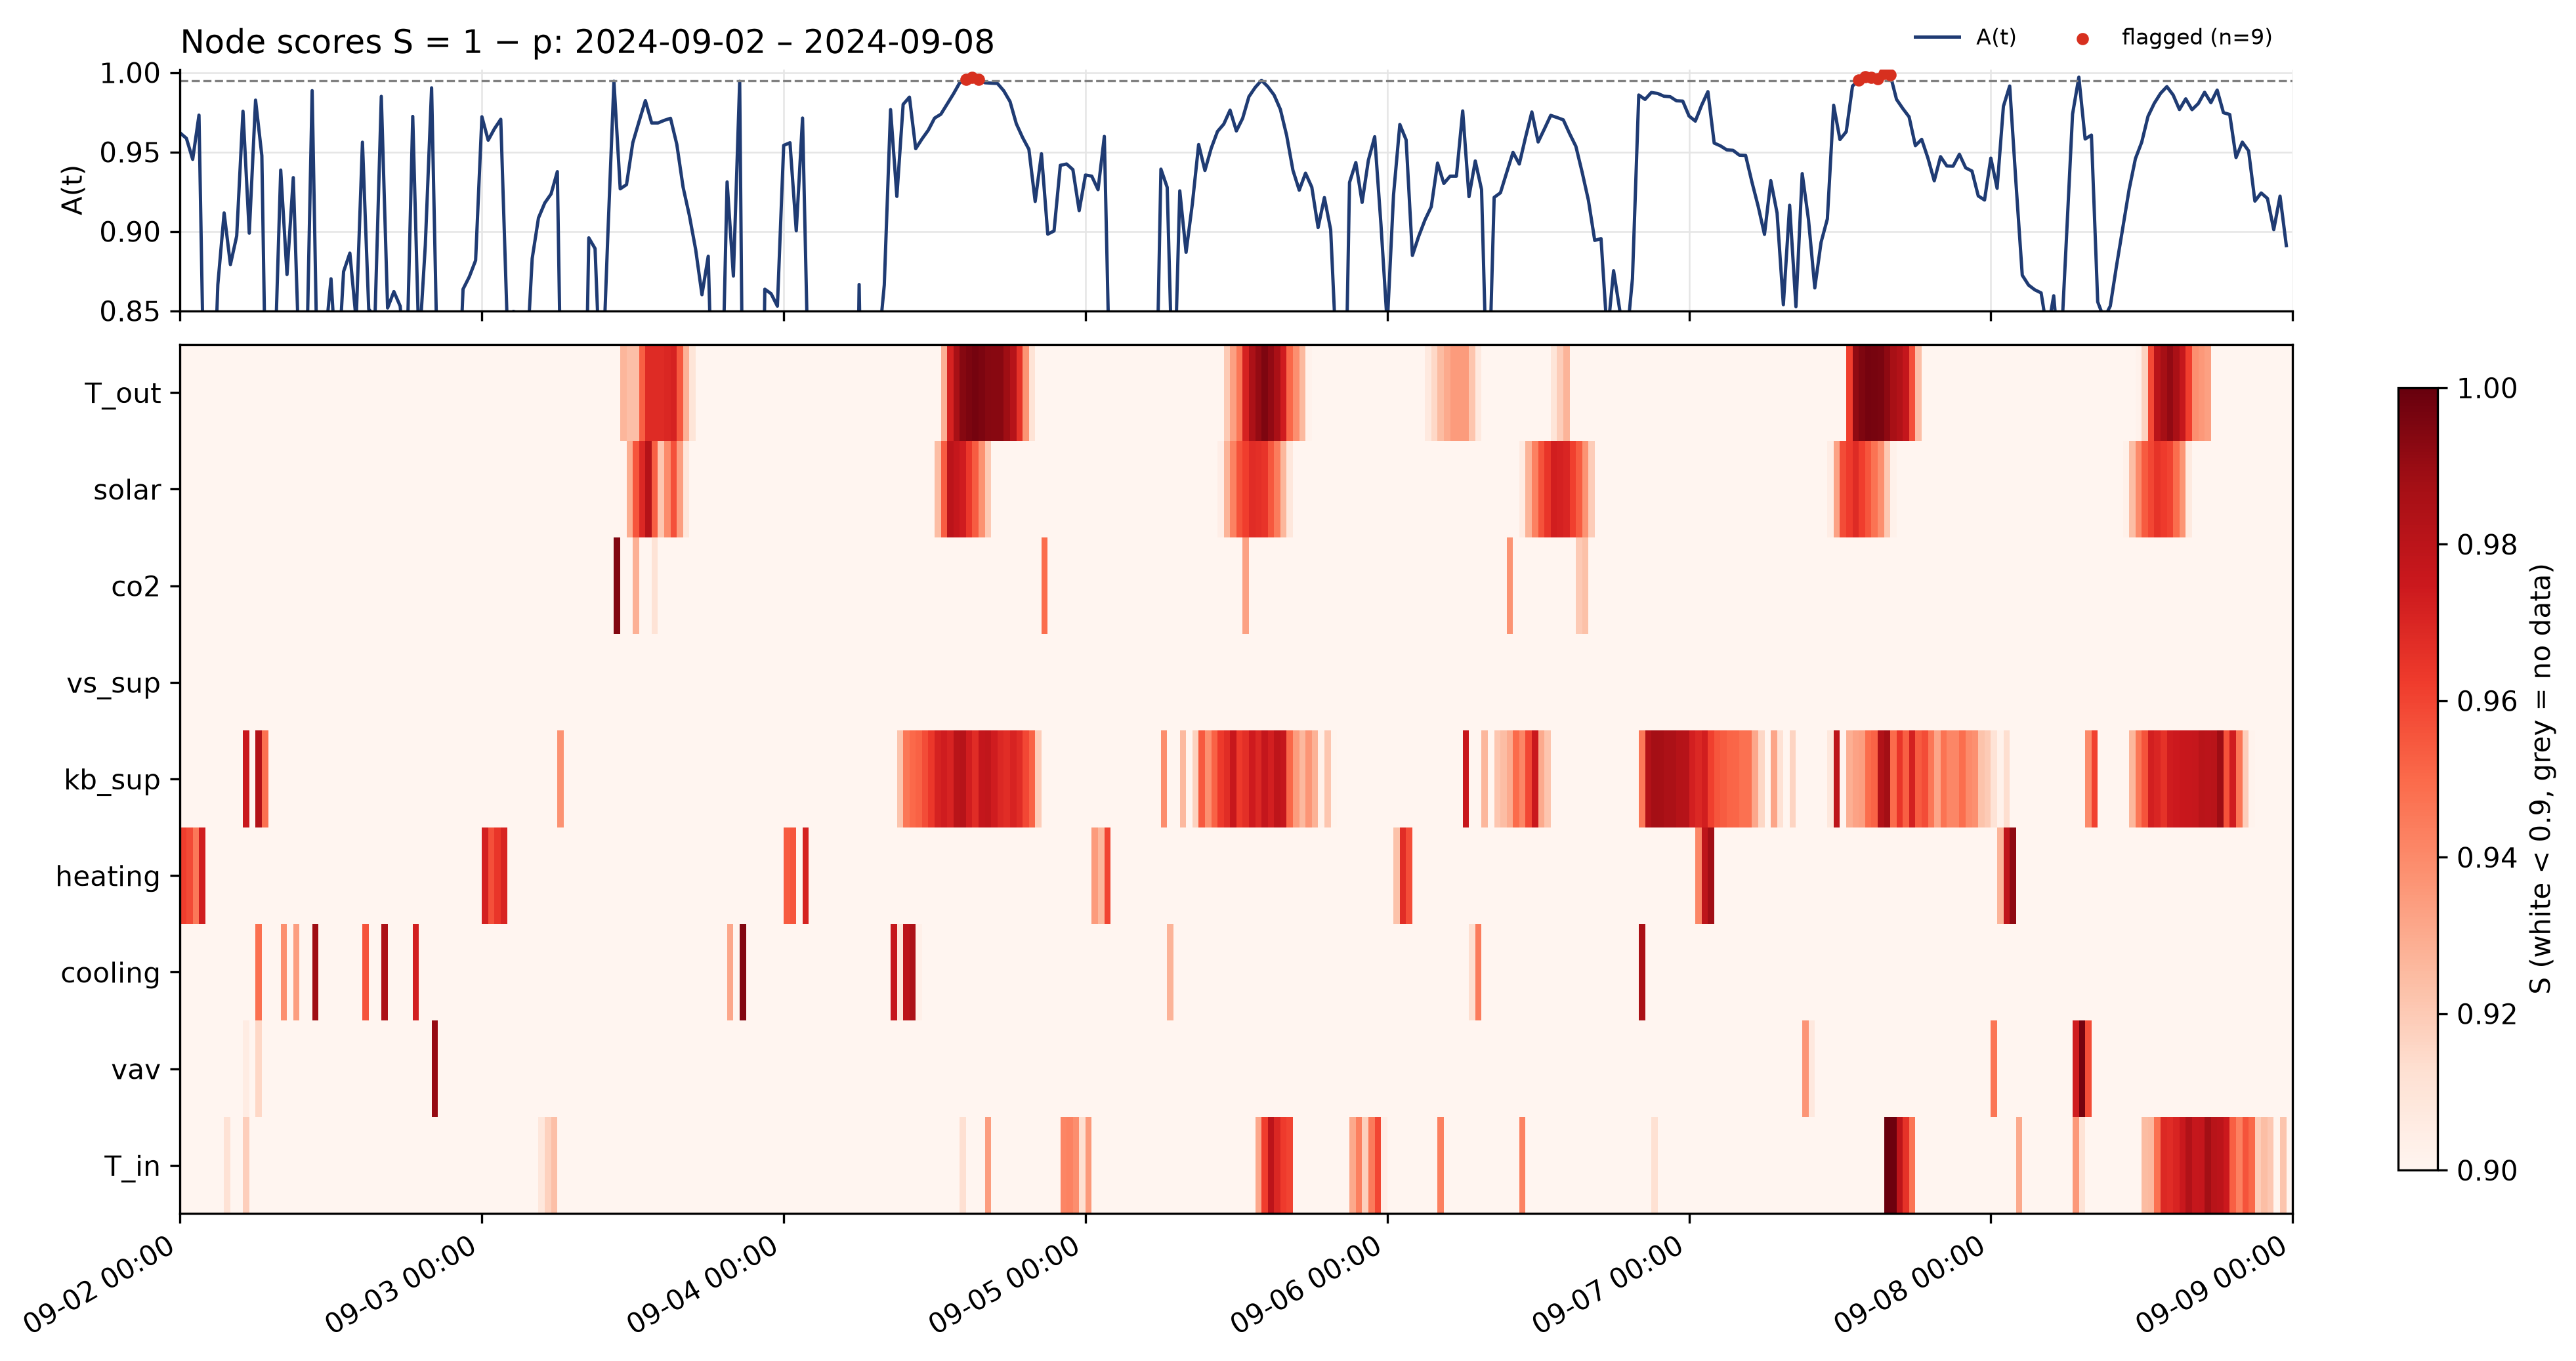 Node scores S = 1 − p: 2024-09-02 – 2024-09-08
A(t)
flagged (n=9)
1.00
0.95
0.90
0.85
A(t)
T_out
solar
co2
vs_sup
kb_sup
heating
cooling
vav
T_in
09-02 00:00
09-03 00:00
09-04 00:00
09-05 00:00
09-06 00:00
09-07 00:00
09-08 00:00
09-09 00:00
1.00
0.98
0.96
0.94
0.92
0.90
S (white < 0.9, grey = no data)